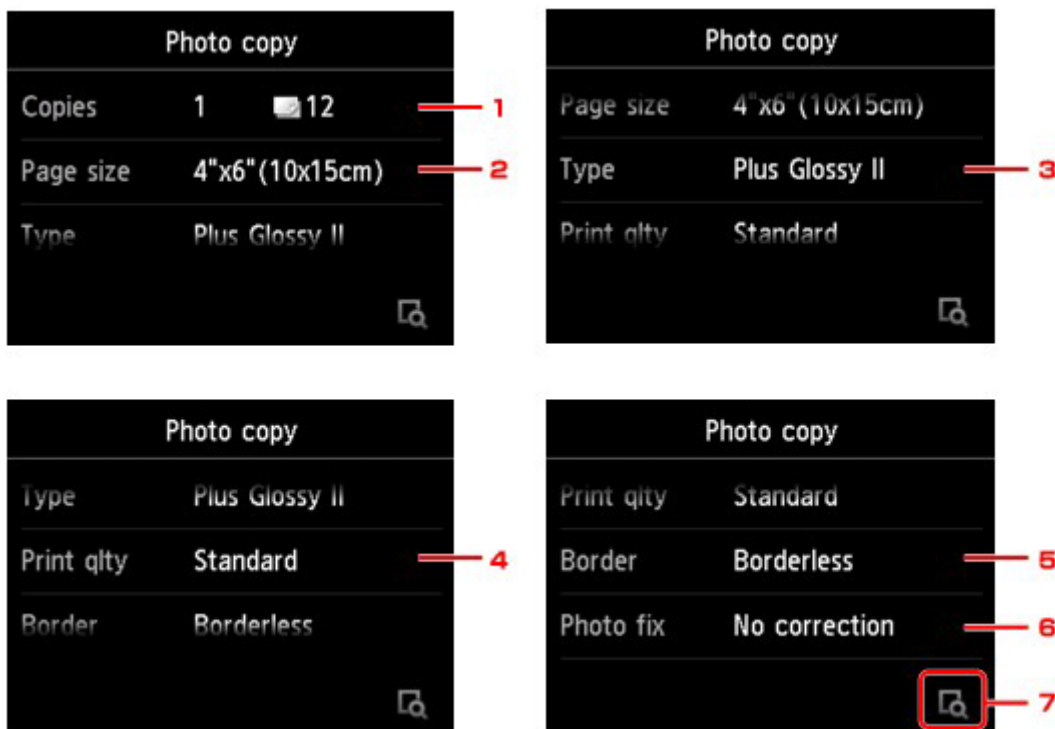 Photo copy
Copies 1 12 1
Page size 4"x6"(10x15cm) 2
Type Plus Glossy II
Photo copy
Page size 4"x6"(10x15cm)
Type Plus Glossy II 3
Print qlty Standard
Photo copy
Type Plus Glossy II
Print qlty Standard 4
Border Borderless
Photo copy
Print qlty Standard
Border Borderless 5
Photo fix No correction 6
7